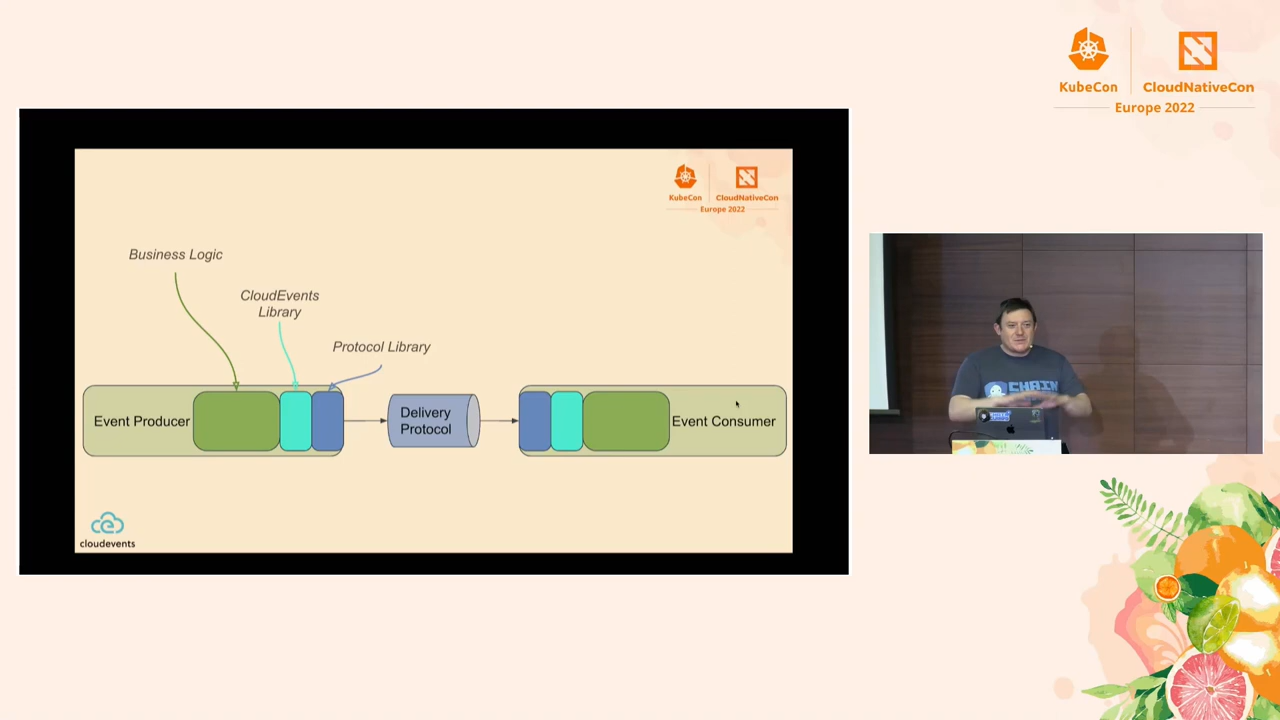 KubeCon
CloudNativeCon
Europe 2022
KubeCon
CloudNativeCon
Europe 2022
Business Logic
CloudEvents
Library
Protocol Library
Event Producer
Delivery
Protocol
Event Consumer
cloudevents
CHAIN